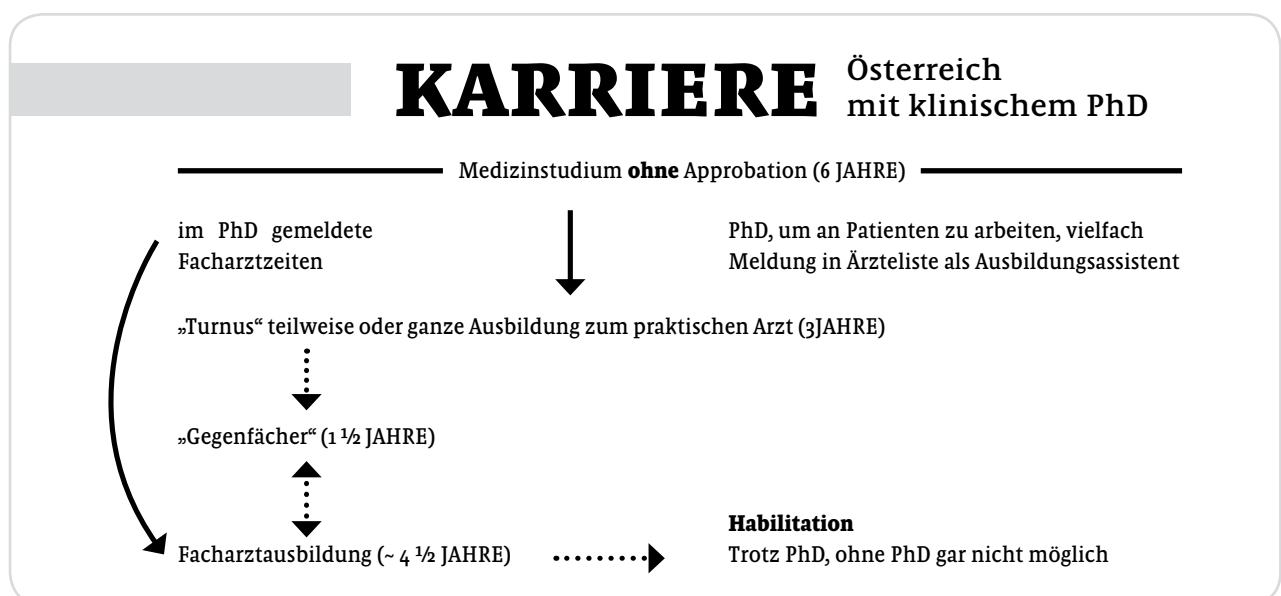 KARRIERE
Österreich
mit klinischem PhD
Medizinstudium ohne Approbation (6 JAHRE)
im PhD gemeldete
Facharztzeiten
PhD, um an Patienten zu arbeiten, vielfach
Meldung in Ärzteliste als Ausbildungsassistent
„Turnus“ teilweise oder ganze Ausbildung zum praktischen Arzt (3JAHRE)
„Gegenfächer“ (1 ½ JAHRE)
Facharztausbildung (~ 4 ½ JAHRE)
Habilitation
Trotz PhD, ohne PhD gar nicht möglich